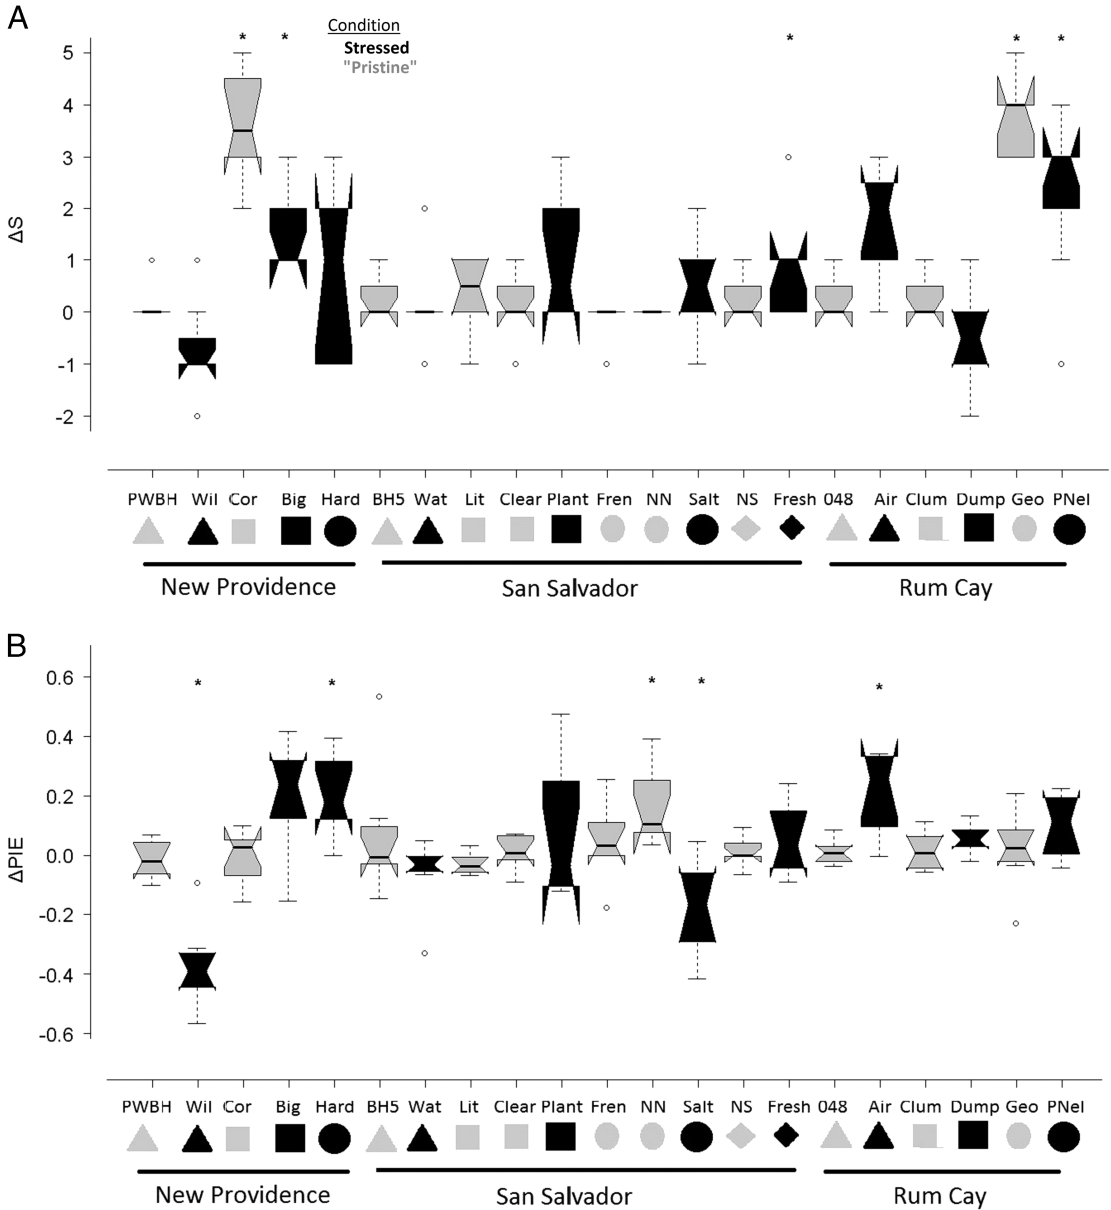 A
Condition
Stressed
"Pristine"
* * * * *
ΔS
5
4
3
2
1
0
-1
-2
PWBH Wil Cor Big Hard BH5 Wat Lit Clear Plant Fren NN Salt NS Fresh 048 Air Clum Dump Geo PNel
New Providence San Salvador Rum Cay
B
* * * * *
ΔPIE
0.6
0.4
0.2
0.0
-0.2
-0.4
-0.6
PWBH Wil Cor Big Hard BH5 Wat Lit Clear Plant Fren NN Salt NS Fresh 048 Air Clum Dump Geo PNel
New Providence San Salvador Rum Cay